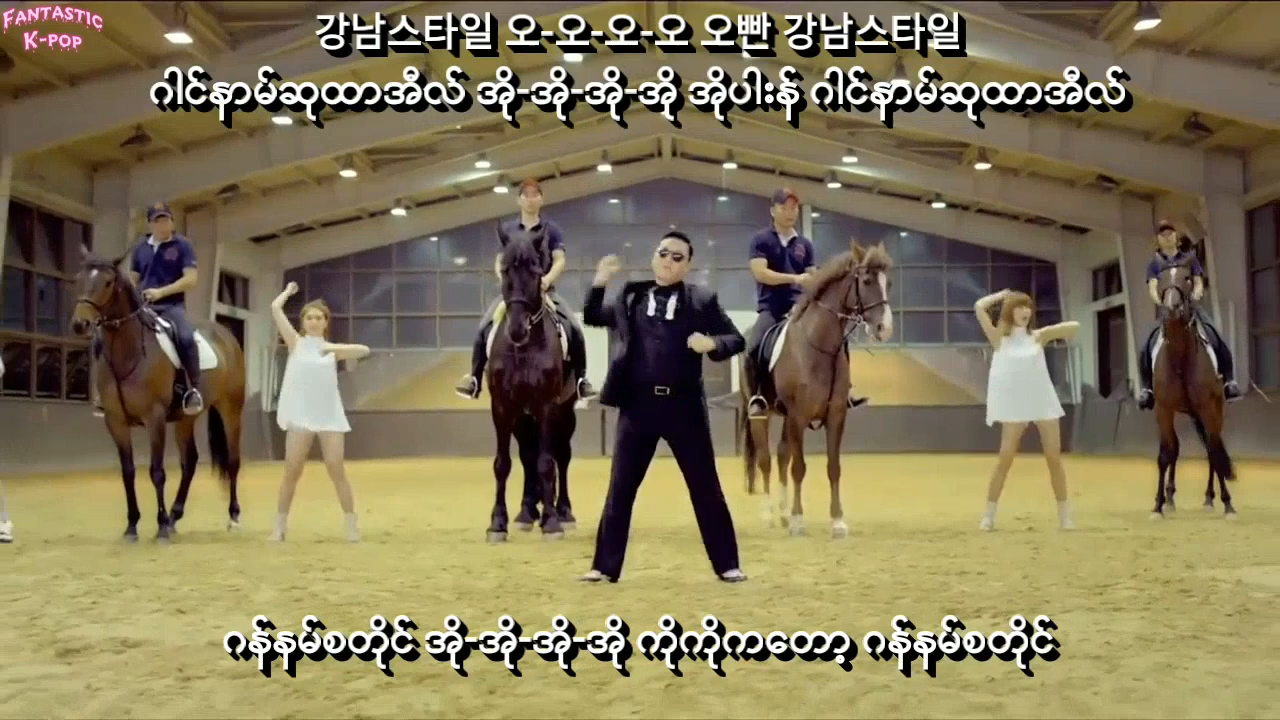 FANTASTIC
K-POP
강남스타일 오-오-오-오 오빤 강남스타일
ဂါင်နာမ်ဆုထာအီလ် အို-အို-အို-အို အိုပါးန် ဂါင်နာမ်ဆုထာအီလ်
ဂန်နမ်စတိုင် အို-အို-အို-အို ကိုကိုကတော့ ဂန်နမ်စတိုင်